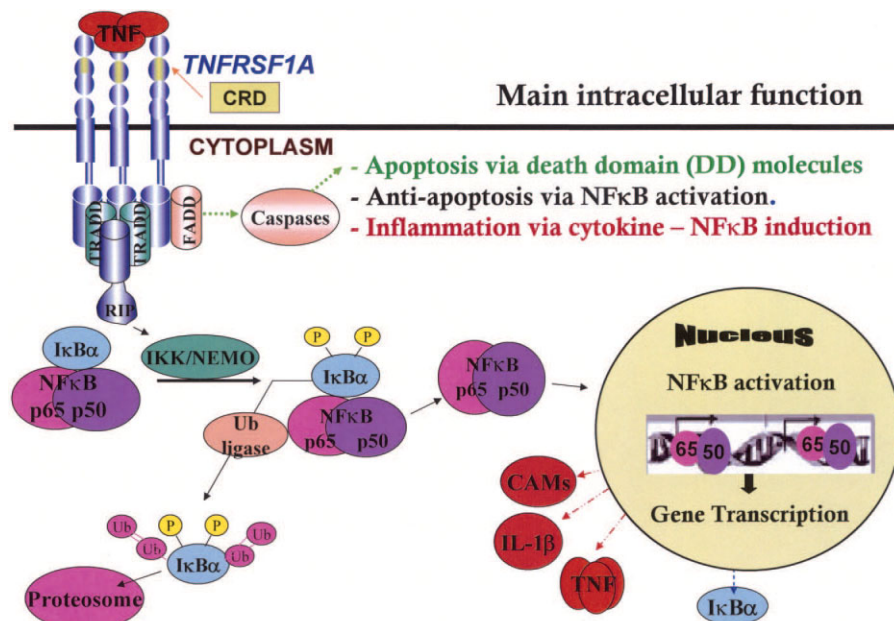 TNF
TNFRSF1A
CRD
Main intracellular function
CYTOPLASM
- Apoptosis via death domain (DD) molecules
- Anti-apoptosis via NFκB activation.
- Inflammation via cytokine – NFκB induction
TRADD
TRADD
FADD
Caspases
RIP
IκBα
NFκB
p65 p50
IKK/NEMO
P P
IκBα
NFκB
p65 p50
Ub
ligase
NFκB
p65 p50
Nucleus
NFκB activation
65 50
65 50
Gene Transcription
CAMs
IL-1β
TNF
IκBα
Ub
Ub
P P
IκBα
Ub
Ub
Proteosome